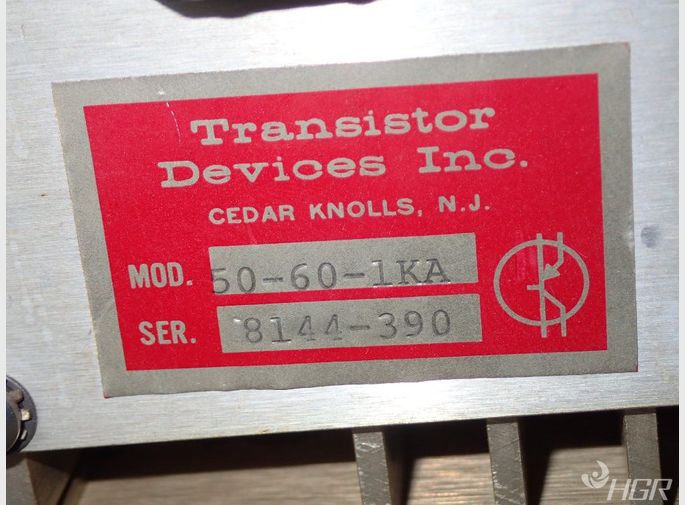 Transistor
Devices Inc.
CEDAR KNOLLS, N.J.
MOD. 50-60-1KA
SER. 8144-390
HGR